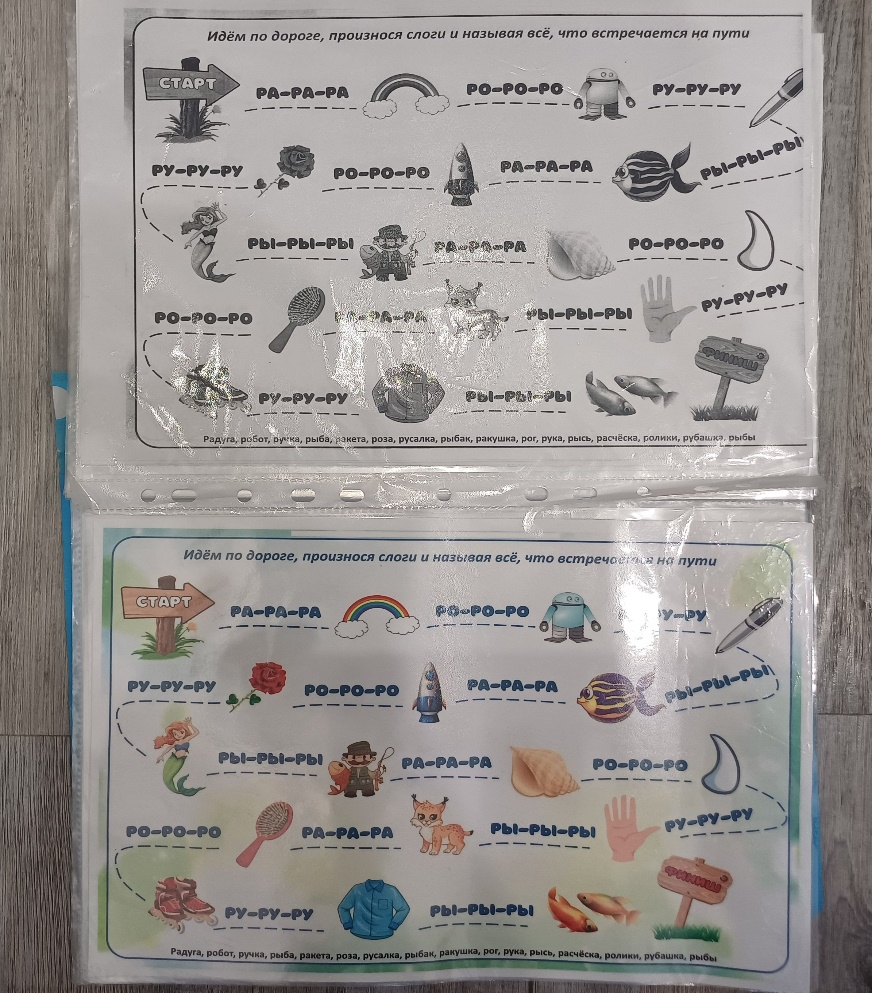 Идём по дороге, произнося слоги и называя всё, что встречается на пути
СТАРТ РА-РА-РА РО-РО-РО РУ-РУ-РУ
РУ-РУ-РУ РО-РО-РО РА-РА-РА РЫ-РЫ-РЫ
РЫ-РЫ-РЫ РА-РА-РА РО-РО-РО
РО-РО-РО РА-РА-РА РЫ-РЫ-РЫ РУ-РУ-РУ
ФИНИШ
РУ-РУ-РУ РЫ-РЫ-РЫ
Радуга, робот, ручка, рыба, ракета, роза, русалка, рыбак, ракушка, рог, рука, рысь, расчёска, ролики, рубашка, рыбы
Идём по дороге, произнося слоги и называя всё, что встречается на пути
СТАРТ РА-РА-РА РО-РО-РО РУ-РУ
РУ-РУ-РУ РО-РО-РО РА-РА-РА РЫ-РЫ-РЫ
РЫ-РЫ-РЫ РА-РА-РА РО-РО-РО
РО-РО-РО РА-РА-РА РЫ-РЫ-РЫ РУ-РУ-РУ
ФИНИШ
РУ-РУ-РУ РЫ-РЫ-РЫ
Радуга, робот, ручка, рыба, ракета, роза, русалка, рыбак, ракушка, рог, рука, рысь, расчёска, ролики, рубашка, рыбы